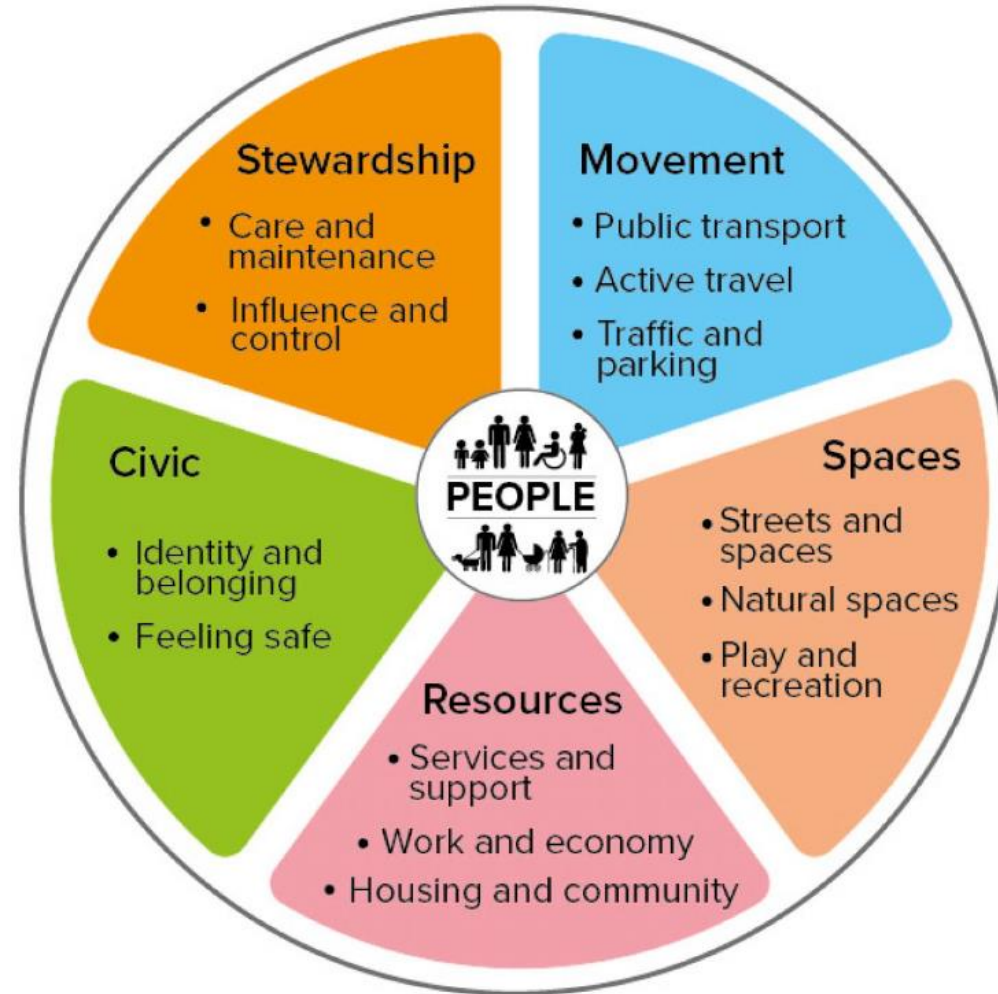 Stewardship
• Care and
maintenance
• Influence and
control
Movement
• Public transport
• Active travel
• Traffic and
parking
Civic
• Identity and
belonging
• Feeling safe
PEOPLE
Spaces
• Streets and
spaces
• Natural spaces
• Play and
recreation
Resources
• Services and
support
• Work and economy
• Housing and community